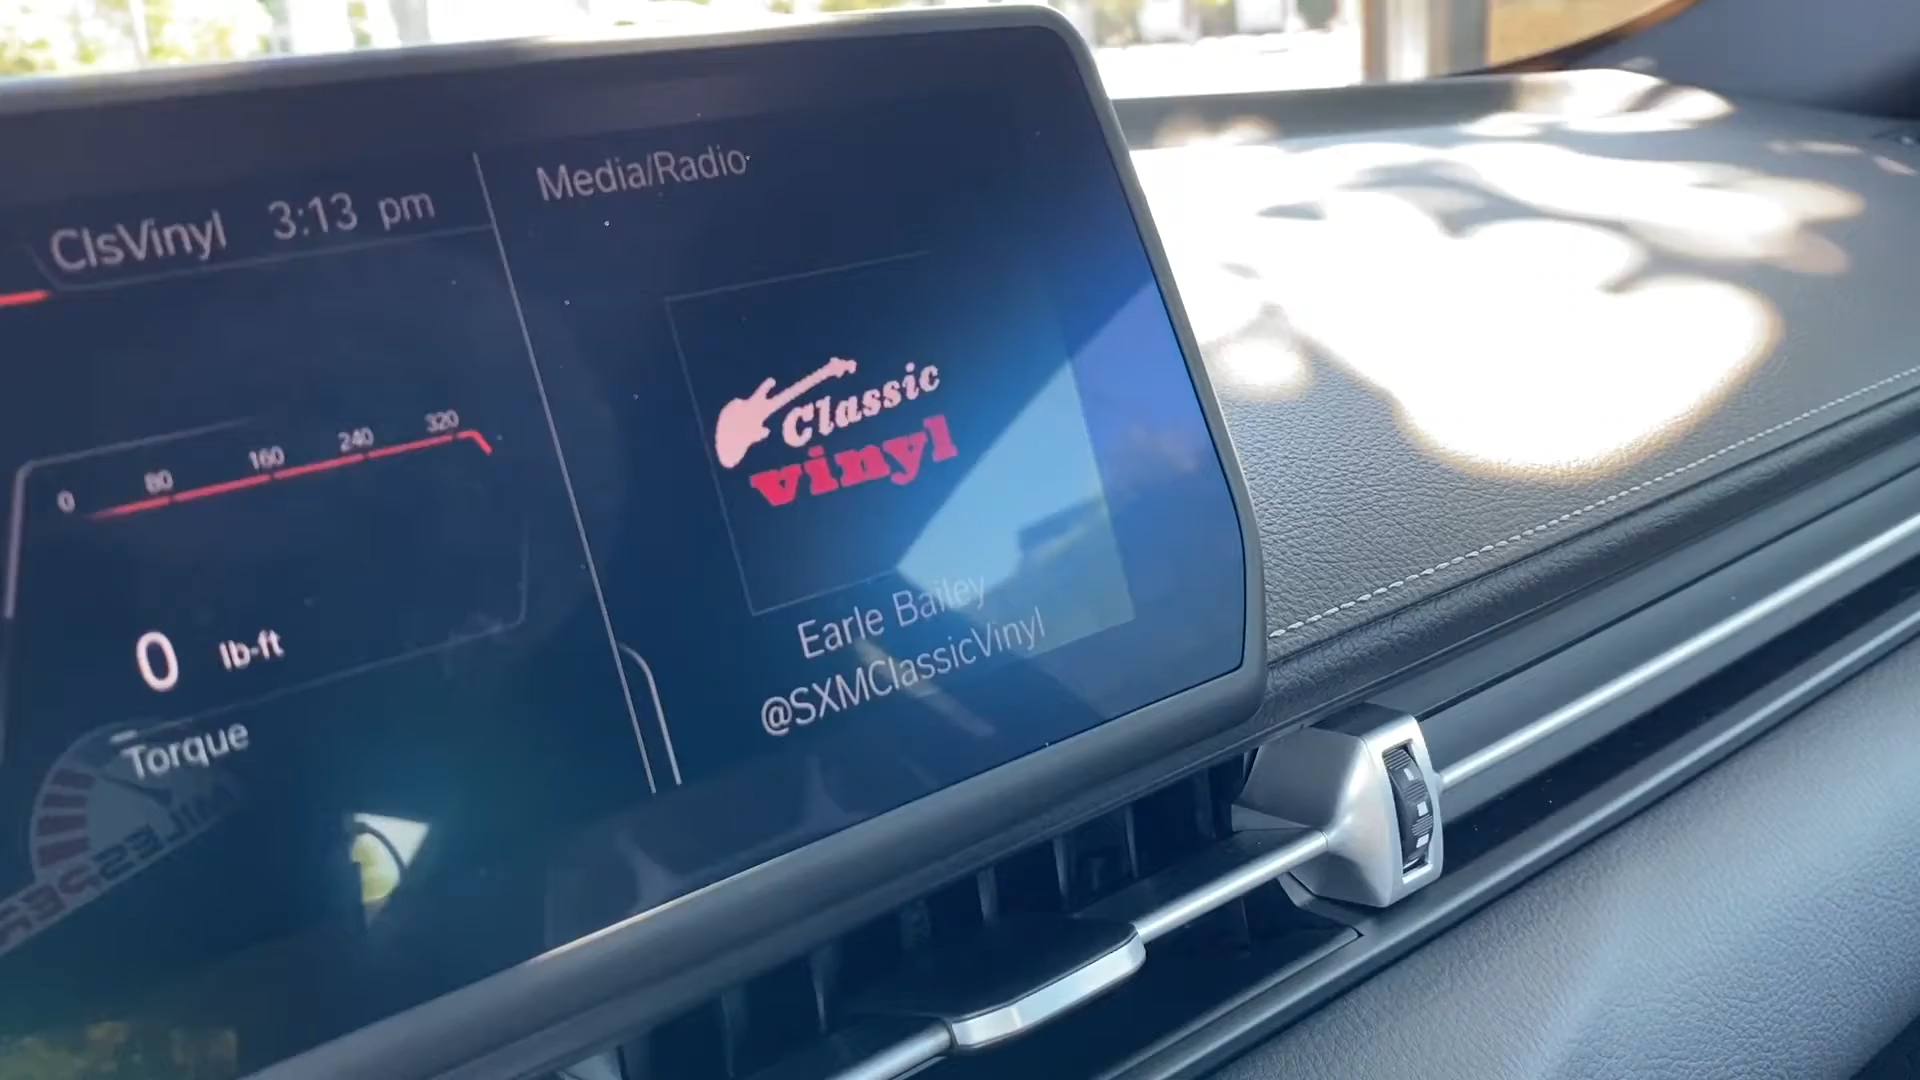 ClsVinyl 3:13 pm
0 80 160 240 320
0 lb-ft
Torque
Media/Radio
Classic
vinyl
Earle Bailey
@SXMClassicVinyl
MILESPER